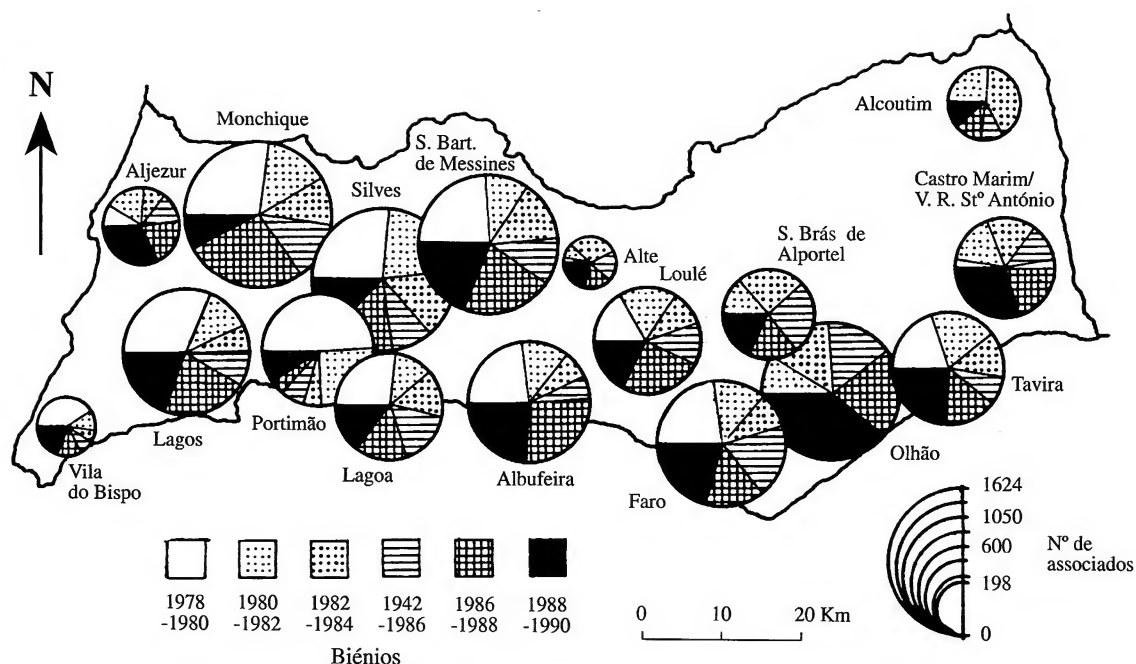 N
Monchique
Aljezur
Silves
S. Bart.
de Messines
Alcoutim
Castro Marim/
V. R. Stº António
S. Brás de
Alportel
Alte
Loulé
Tavira
Olhão
Faro
Albufeira
Lagoa
Portimão
Lagos
Vila
do Bispo
1978
-1980
1980
-1982
1982
-1984
1942
-1986
1986
-1988
1988
-1990
Biénios
0 10 20 Km
1624
1050
600
198
0
Nº de
associados